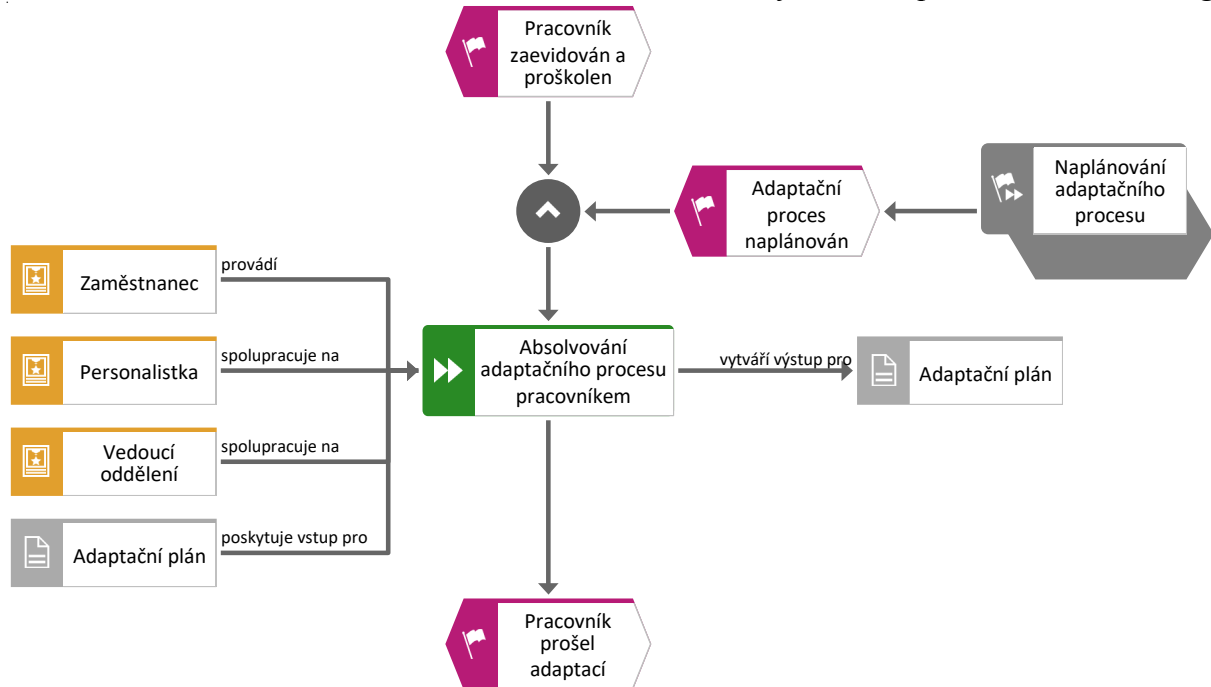 Pracovník
zaevidován a
proškolen
Adaptační
proces
naplánován
Naplánování
adaptačního
procesu
Zaměstnanec
provádí
Personalistka
spolupracuje na
Absolvování
adaptačního procesu
pracovníkem
vytváří výstup pro
Adaptační plán
Vedoucí
oddělení
spolupracuje na
Adaptační plán
poskytuje vstup pro
Pracovník
prošel
adaptací